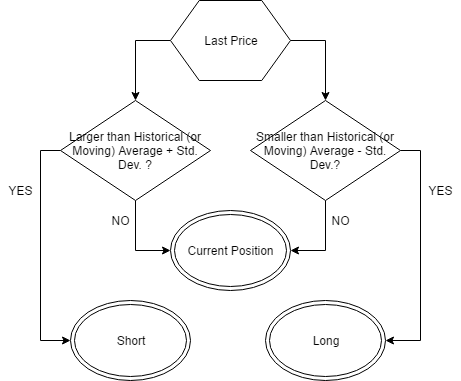 Last Price
Larger than Historical (or
Moving) Average + Std.
Dev. ?
Smaller than Historical (or
Moving) Average - Std.
Dev.?
YES
NO
NO
YES
Current Position
Short
Long